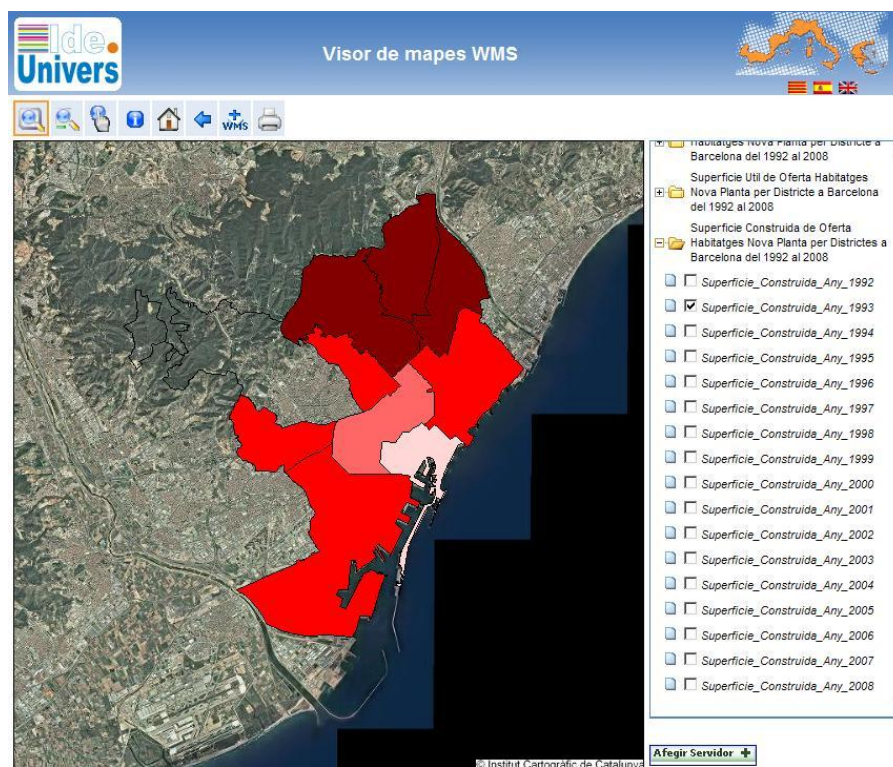 Ide.
Univers
Visor de mapes WMS
+
WMS
Habitatges Nova Planta per Districte a
Barcelona del 1992 al 2008
Superficie Util de Oferta Habitatges
Nova Planta per Districte a Barcelona
del 1992 al 2008
Superficie Construida de Oferta
Habitatges Nova Planta per Districtes a
Barcelona del 1992 al 2008
Superficie_Construida_Any_1992
Superficie_Construida_Any_1993
Superficie_Construida_Any_1994
Superficie_Construida_Any_1995
Superficie_Construida_Any_1996
Superficie_Construida_Any_1997
Superficie_Construida_Any_1998
Superficie_Construida_Any_1999
Superficie_Construida_Any_2000
Superficie_Construida_Any_2001
Superficie_Construida_Any_2002
Superficie_Construida_Any_2003
Superficie_Construida_Any_2004
Superficie_Construida_Any_2005
Superficie_Construida_Any_2006
Superficie_Construida_Any_2007
Superficie_Construida_Any_2008
© Institut Cartogràfic de Catalunya
Afegir Servidor +